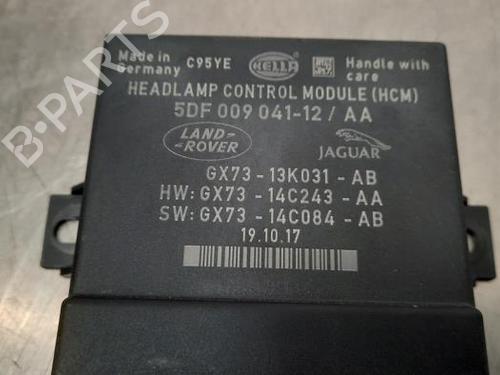 Made in
Germany
C95YE
HELLA
Handle with
care
HEADLAMP CONTROL MODULE (HCM)
5DF 009 041-12 / AA
LAND-
ROVER
JAGUAR
GX73 - 13K031 - AB
HW: GX73 - 14C243 - AA
SW: GX73 - 14C084 - AB
19.10.17
B-PARTS